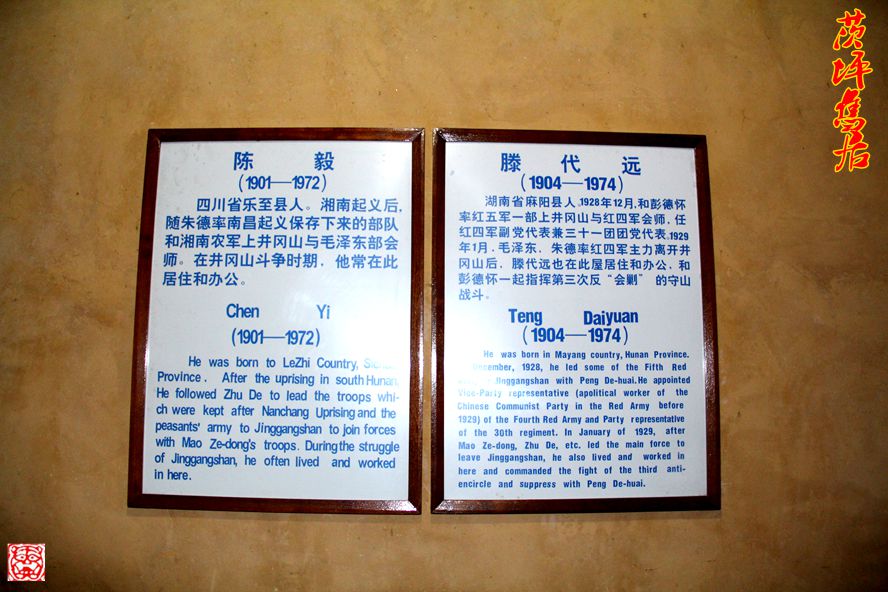 陈 毅
(1901—1972)
四川省乐至县人。湘南起义后,
随朱德率南昌起义保存下来的部队
和湘南农军上井冈山与毛泽东部会
师。在井冈山斗争时期,他常在此
居住和办公。
Chen Yi
(1901—1972)
He was born to LeZhi Country,
Province. After the uprising in south Hunan,
He followed Zhu De to lead the troops whi-
ch were kept after Nanchang Uprising and the
peasants' army to Jinggangshan to join forces
with Mao Ze-dong's troops. During the struggle
of Jinggangshan, he often lived and worked
in here.
滕 代 远
(1904—1974)
湖南省麻阳县人,1928年12月,和彭德怀
率红五军一部上井冈山与红四军会师,任
红四军副党代表兼三十一团团党代表,1929
年1月,毛泽东、朱德率红四军主力离开井
冈山后,滕代远也在此屋居住和办公,和
彭德怀一起指挥第三次反“会剿”的守山
战斗。
Teng Daiyuan
(1904—1974)
He was born in Mayang country, Hunan Province.
December, 1928, he led some of the Fifth Red
Jinggangshan with Peng De-huai. He appointed
Vice-Party representative (apolitical worker of the
Chinese Communist Party in the Red Army before
1929) of the Fourth Red Army and Party representative
of the 30th regiment. In January of 1929, after
Mao Ze-dong, Zhu De, etc. led the main force to
leave Jinggangshan, he also lived and worked in
here and commanded the fight of the third anti-
encircle and suppress with Peng De-huai.
茨坪舊居